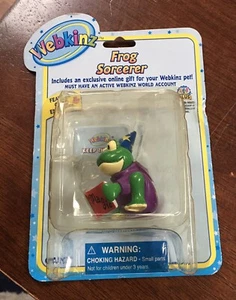 Webkinz
Frog
Sorcerer
Includes an exclusive online gift for your Webkinz pet!
MUST HAVE AN ACTIVE WEBKINZ WORLD ACCOUNT
WARNING:
CHOKING HAZARD - Small parts
Not for children under 3 years